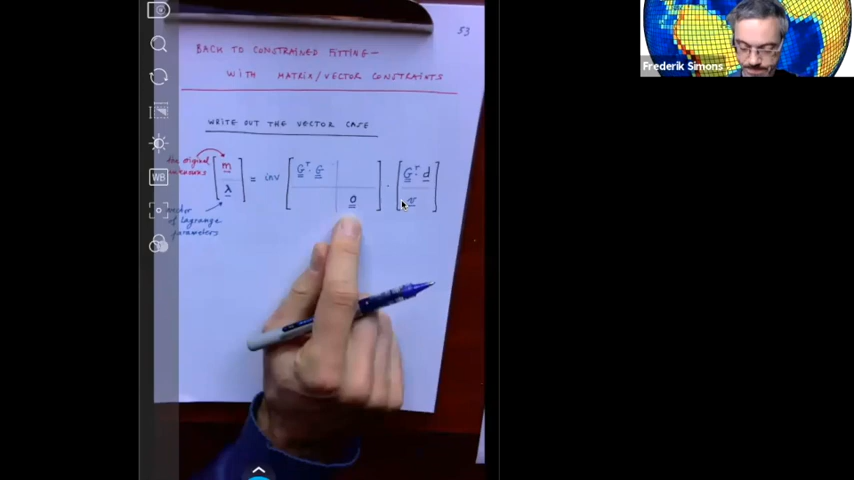 53
BACK TO CONSTRAINED FITTING—
WITH MATRIX/VECTOR CONSTRAINTS
WRITE OUT THE VECTOR CASE
the original
m
λ
= inv
Gᵀ· G
0
·
Gᵀ· d
v
vector of Lagrange parameters
WB
Frederik Simons